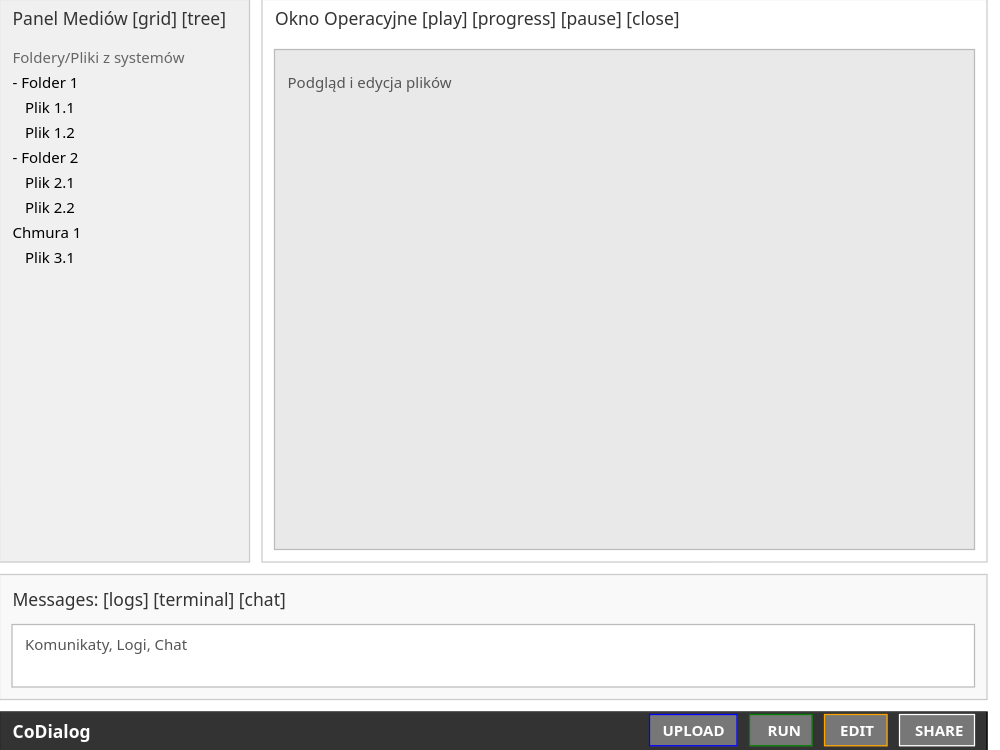 Panel Mediów [grid] [tree]
Foldery/Pliki z systemów
- Folder 1
Plik 1.1
Plik 1.2
- Folder 2
Plik 2.1
Plik 2.2
Chmura 1
Plik 3.1
Okno Operacyjne [play] [progress] [pause] [close]
Podgląd i edycja plików
Messages: [logs] [terminal] [chat]
Komunikaty, Logi, Chat
CoDialog
UPLOAD
RUN
EDIT
SHARE